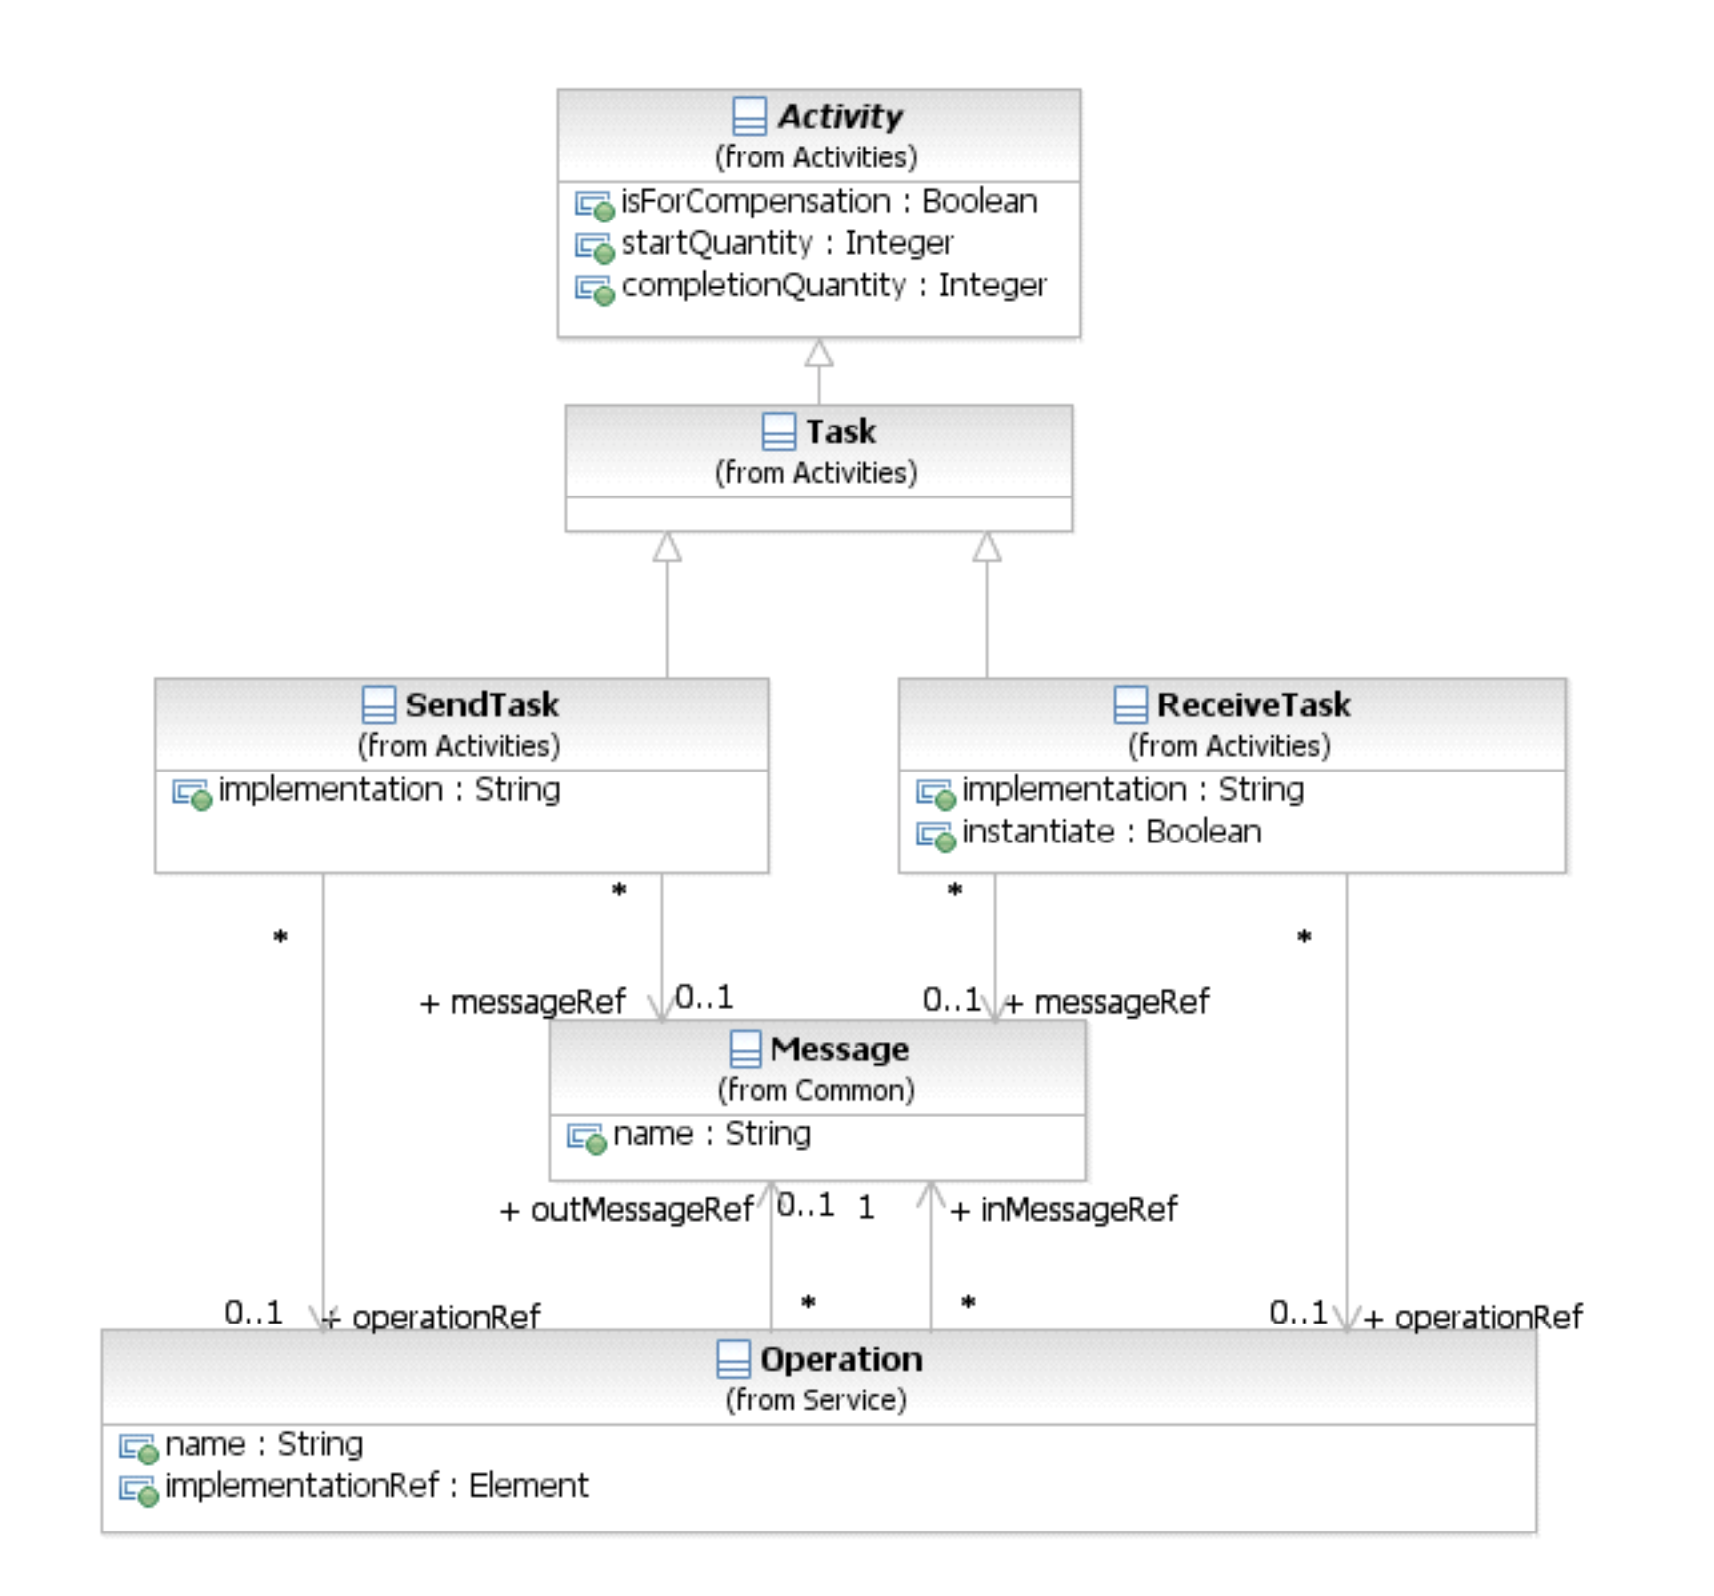 Activity
(from Activities)
isForCompensation : Boolean
startQuantity : Integer
completionQuantity : Integer
Task
(from Activities)
SendTask
(from Activities)
implementation : String
ReceiveTask
(from Activities)
implementation : String
instantiate : Boolean
*
*
*
*
+ messageRef
0..1
0..1
+ messageRef
Message
(from Common)
name : String
+ outMessageRef
0..1
1
+ inMessageRef
*
*
0..1
+ operationRef
0..1
+ operationRef
Operation
(from Service)
name : String
implementationRef : Element